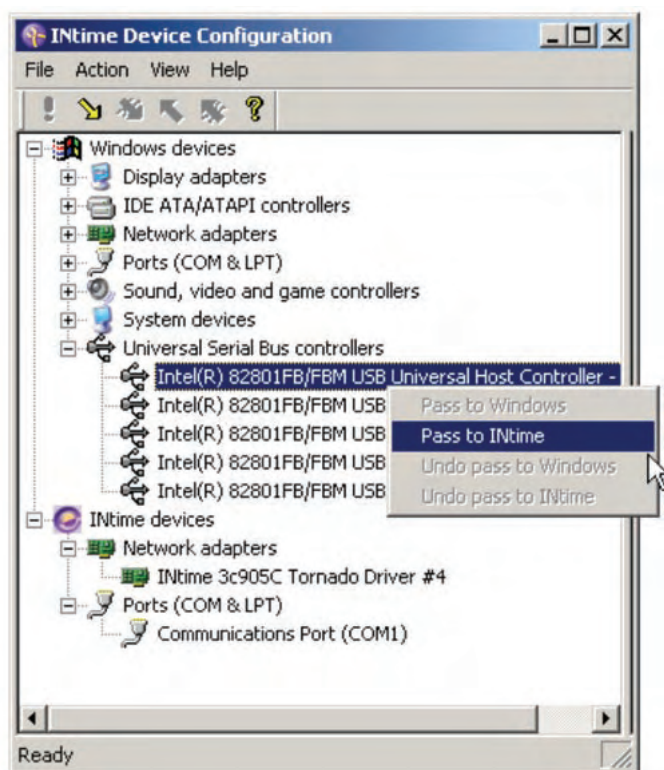 INtime Device Configuration
File Action View Help
Windows devices
Display adapters
IDE ATA/ATAPI controllers
Network adapters
Ports (COM & LPT)
Sound, video and game controllers
System devices
Universal Serial Bus controllers
Intel(R) 82801FB/FBM USB Universal Host Controller -
Intel(R) 82801FB/FBM USB
Pass to Windows
Intel(R) 82801FB/FBM USB
Pass to INtime
Intel(R) 82801FB/FBM USB
Undo pass to Windows
Intel(R) 82801FB/FBM USB
Undo pass to INtime
INtime devices
Network adapters
INtime 3c905C Tornado Driver #4
Ports (COM & LPT)
Communications Port (COM1)
Ready